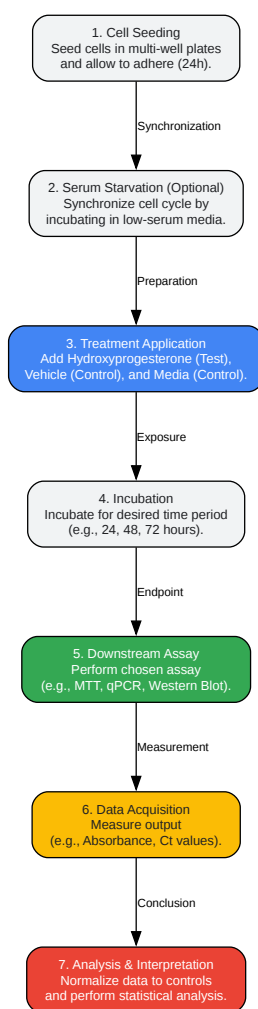 1. Cell Seeding
Seed cells in multi-well plates
and allow to adhere (24h).
Synchronization
2. Serum Starvation (Optional)
Synchronize cell cycle by
incubating in low-serum media.
Preparation
3. Treatment Application
Add Hydroxyprogesterone (Test),
Vehicle (Control), and Media (Control).
Exposure
4. Incubation
Incubate for desired time period
(e.g., 24, 48, 72 hours).
Endpoint
5. Downstream Assay
Perform chosen assay
(e.g., MTT, qPCR, Western Blot).
Measurement
6. Data Acquisition
Measure output
(e.g., Absorbance, Ct values).
Conclusion
7. Analysis & Interpretation
Normalize data to controls
and perform statistical analysis.